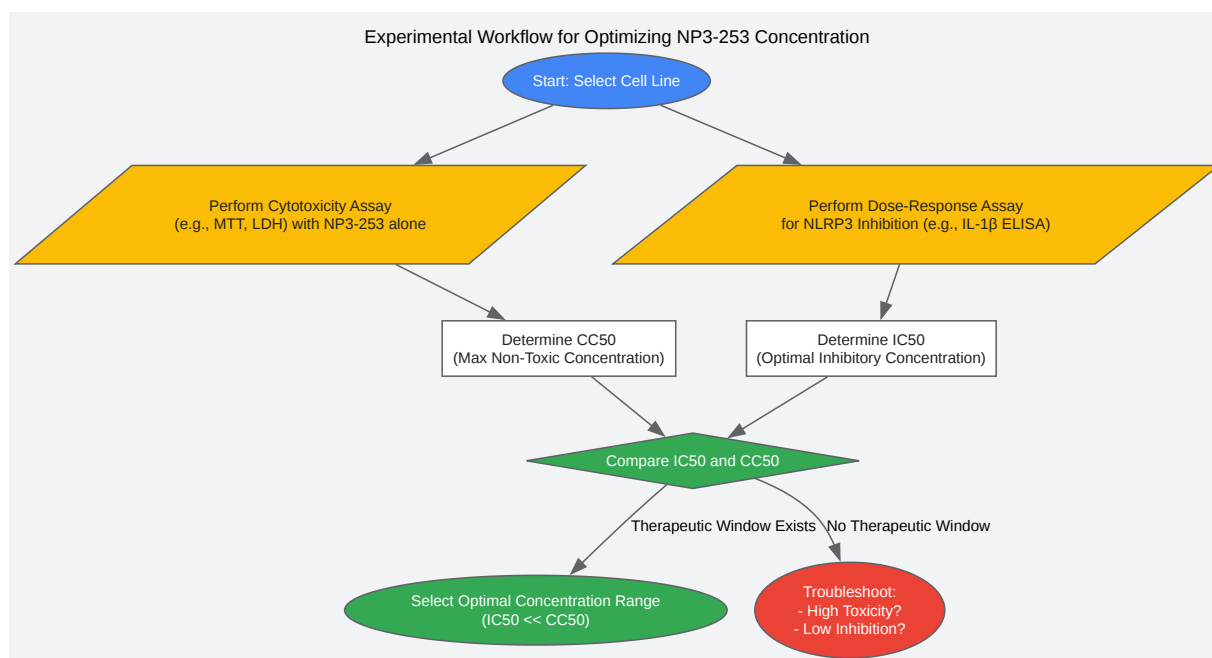 Experimental Workflow for Optimizing NP3-253 Concentration
Start: Select Cell Line
Perform Cytotoxicity Assay
(e.g., MTT, LDH) with NP3-253 alone
Perform Dose-Response Assay
for NLRP3 Inhibition (e.g., IL-1β ELISA)
Determine CC50
(Max Non-Toxic Concentration)
Determine IC50
(Optimal Inhibitory Concentration)
Compare IC50 and CC50
Therapeutic Window Exists
No Therapeutic Window
Select Optimal Concentration Range
(IC50 << CC50)
Troubleshoot:
- High Toxicity?
- Low Inhibition?